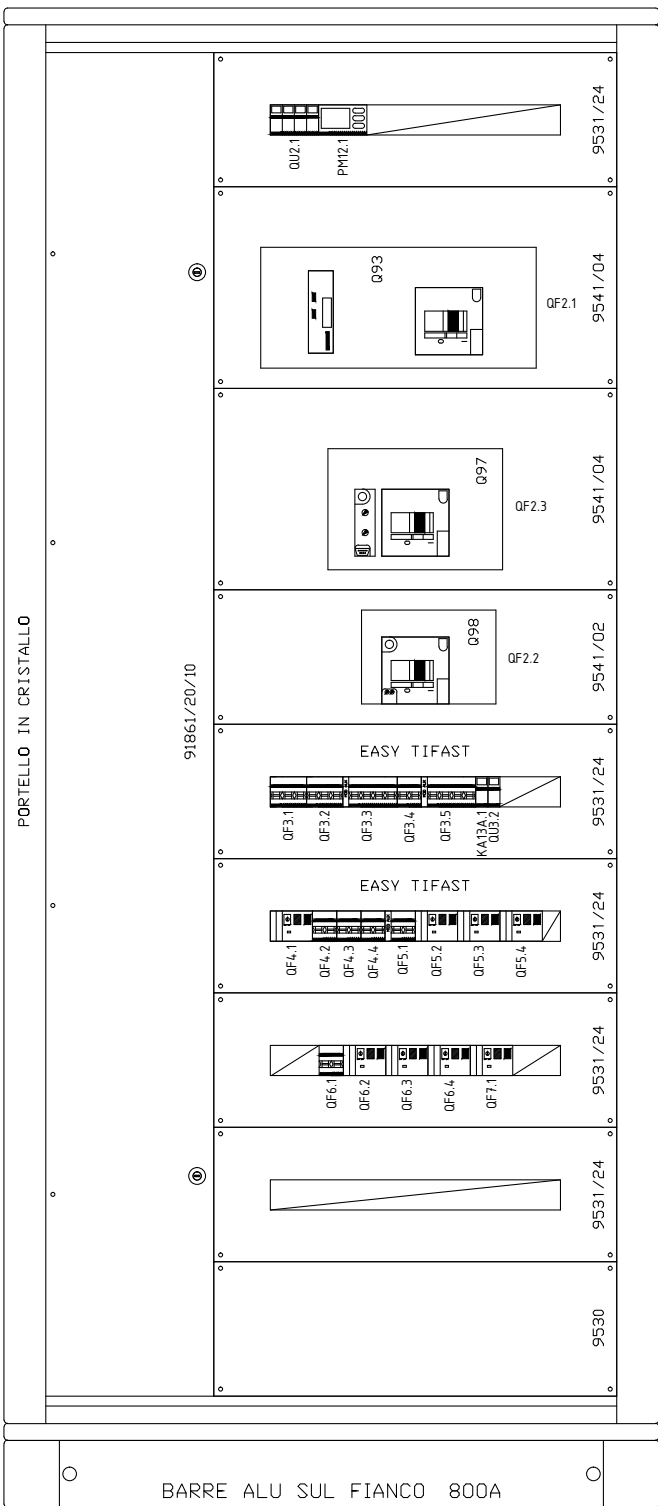 QU2.1
PM12.1
9531/24
Q93
QF2.1
9541/04
Q97
QF2.3
9541/04
PORTELLO IN CRISTALLO
91861/20/10
Q98
QF2.2
9541/02
EASY TIFAST
QF3.1
QF3.2
QF3.3
QF3.4
QF3.5
KA13A.1
QU3.2
9531/24
EASY TIFAST
QF4.1
QF4.2
QF4.3
QF4.4
QF5.1
QF5.2
QF5.3
QF5.4
9531/24
QF6.1
QF6.2
QF6.3
QF6.4
QF7.1
9531/24
9531/24
9530
BARRE ALU SUL FIANCO 800A